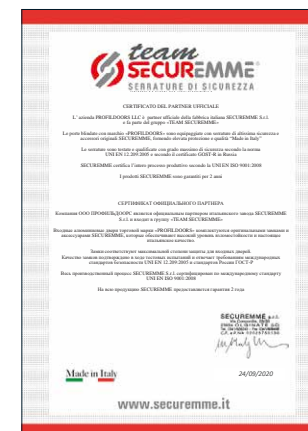 team
SECUREMME®
SERRATURE DI SICUREZZA
CERTIFICATO DEL PARTNER UFFICIALE
L' azienda PROFILDOORS LLC è partner ufficiale della fabbrica italiana SECUREMME S.r.l.
e fa parte del gruppo «TEAM SECUREMME»
Le porte blindate con marchio «PROFILDOORS» sono equipaggiate con serrature di altissima sicurezza e
accessori originali SECUREMME, fornendo elevata protezione e qualità "Made in Italy"
Le serrature sono testate e qualificate con grado massimo di sicurezza secondo la norma
UNI EN 12.209:2005 e secondo il certificato GOST-R in Russia
SECUREMME certifica l'intero processo produttivo secondo la UNI EN ISO 9001:2008
I prodotti SECUREMME sono garantiti per 2 anni
СЕРТИФИКАТ ОФИЦИАЛЬНОГО ПАРТНЕРА
Компания ООО ПРОФИЛЬДООРС является официальным партнером итальянского завода SECUREMME
S.r.l. и входит в группу «TEAM SECUREMME»
Входные алюминиевые двери торговой марки «PROFILDOORS» комплектуются оригинальными замками и
аксессуарами SECUREMME, которые обеспечивают высокий уровень взломостойкости и настоящее
итальянское качество.
Замки соответствуют максимальной степени защиты для входных дверей.
Качество замков подтверждено в ходе тестовых испытаний и отвечает требованиям международных
стандартов безопасности UNI EN 12.209:2005 и стандартов России ГОСТ-Р
Весь производственный процесс SECUREMME S.r.l. сертифицирован по международному стандарту
UNI EN ISO 9001:2008
На всю продукцию SECUREMME предоставляется гарантия 2 года
SECUREMME s.r.l.
Made in Italy
24/09/2020
www.securemme.it